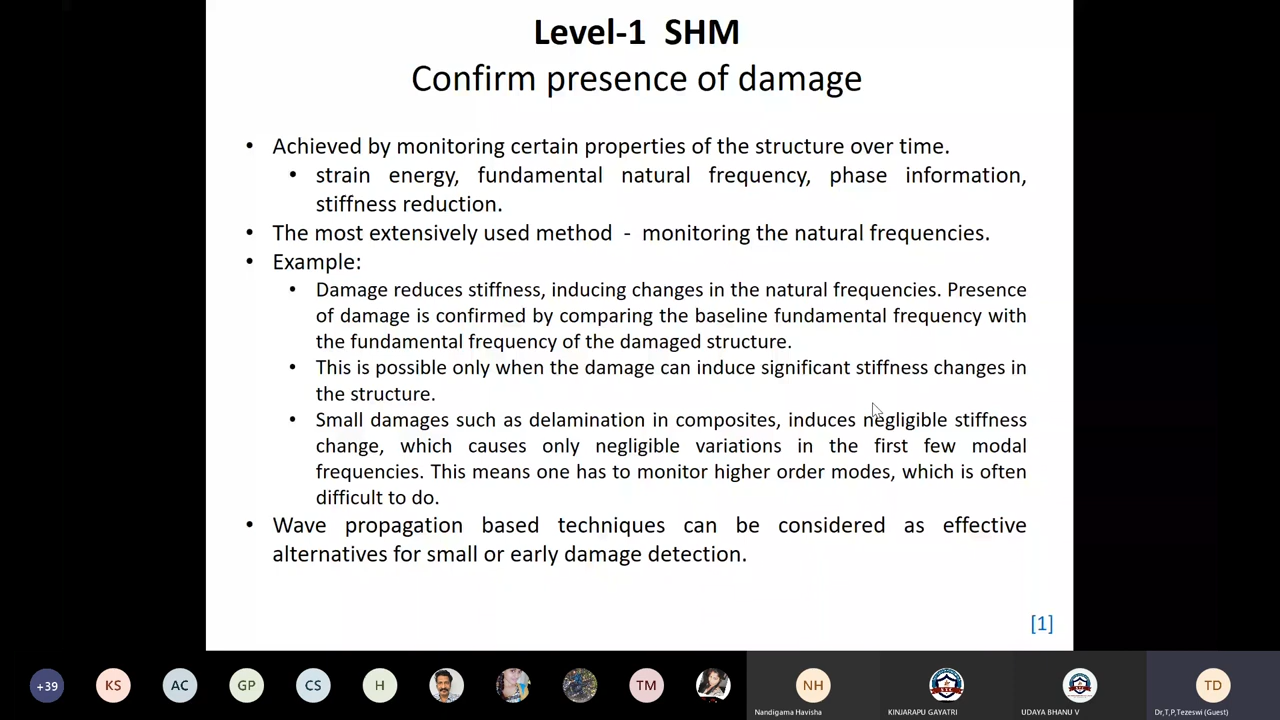 Level-1 SHM
Confirm presence of damage
• Achieved by monitoring certain properties of the structure over time.
• strain energy, fundamental natural frequency, phase information,
stiffness reduction.
• The most extensively used method - monitoring the natural frequencies.
• Example:
• Damage reduces stiffness, inducing changes in the natural frequencies. Presence
of damage is confirmed by comparing the baseline fundamental frequency with
the fundamental frequency of the damaged structure.
• This is possible only when the damage can induce significant stiffness changes in
the structure.
• Small damages such as delamination in composites, induces negligible stiffness
change, which causes only negligible variations in the first few modal
frequencies. This means one has to monitor higher order modes, which is often
difficult to do.
• Wave propagation based techniques can be considered as effective
alternatives for small or early damage detection.
[1]
+39 KS AC GP CS H TM NH TD
Nandigama Havisha KINJARAPU GAYATRI UDAYA BHANU V Dr,T,P,Tezeswi (Guest)